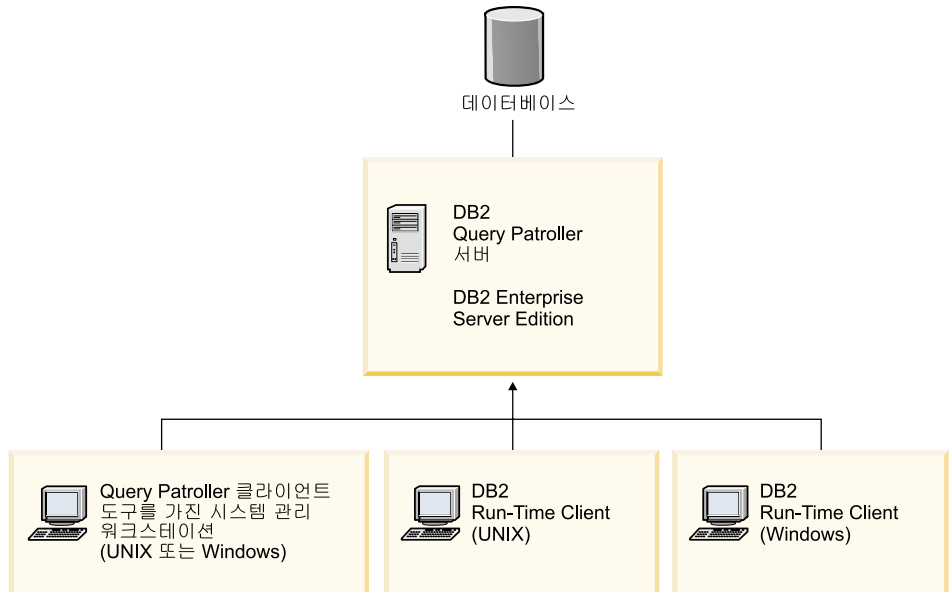 데이터베이스
DB2
Query Patroller
서버
DB2 Enterprise
Server Edition
Query Patroller 클라이언트
도구를 가진 시스템 관리
워크스테이션
(UNIX 또는 Windows)
DB2
Run-Time Client
(UNIX)
DB2
Run-Time Client
(Windows)